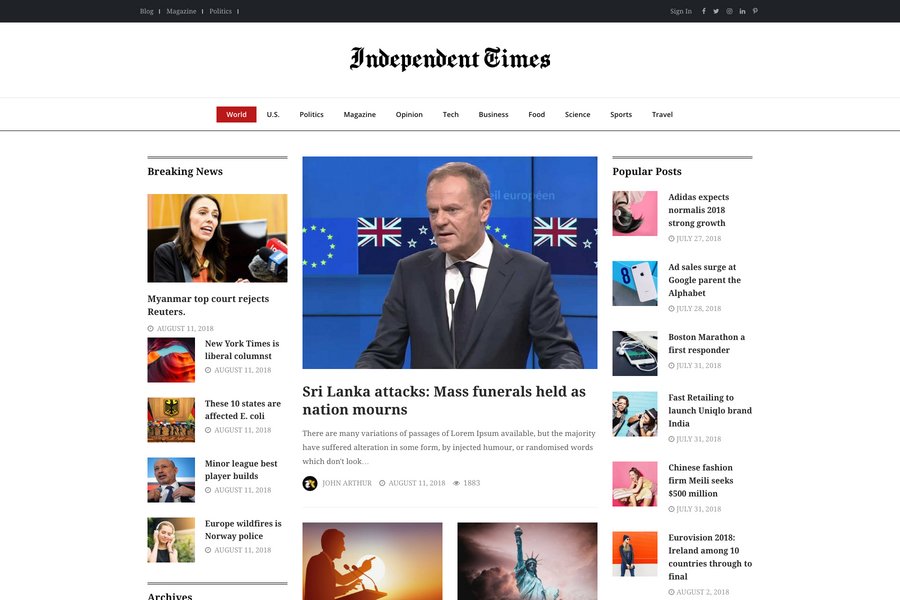 Blog
Magazine
Politics
Sign In
Independent Times
World
U.S.
Politics
Magazine
Opinion
Tech
Business
Food
Science
Sports
Travel
Breaking News
Myanmar top court rejects
Reuters.
AUGUST 11, 2018
New York Times is
liberal columnst
AUGUST 11, 2018
These 10 states are
affected E. coli
AUGUST 11, 2018
Minor league best
player builds
AUGUST 11, 2018
Europe wildfires is
Norway police
AUGUST 11, 2018
Archives
eil européen
Sri Lanka attacks: Mass funerals held as
nation mourns
There are many variations of passages of Lorem Ipsum available, but the majority
have suffered alteration in some form, by injected humour, or randomised words
which don't look...
JOHN ARTHUR
AUGUST 11, 2018
1883
Popular Posts
Adidas expects
normalis 2018
strong growth
JULY 27, 2018
8
Ad sales surge at
Google parent the
Alphabet
JULY 28, 2018
Boston Marathon a
first responder
JULY 31, 2018
Fast Retailing to
launch Uniqlo brand
India
JULY 31, 2018
Chinese fashion
firm Meili seeks
$500 million
JULY 31, 2018
Eurovision 2018:
Ireland among 10
countries through to
final
AUGUST 2, 2018